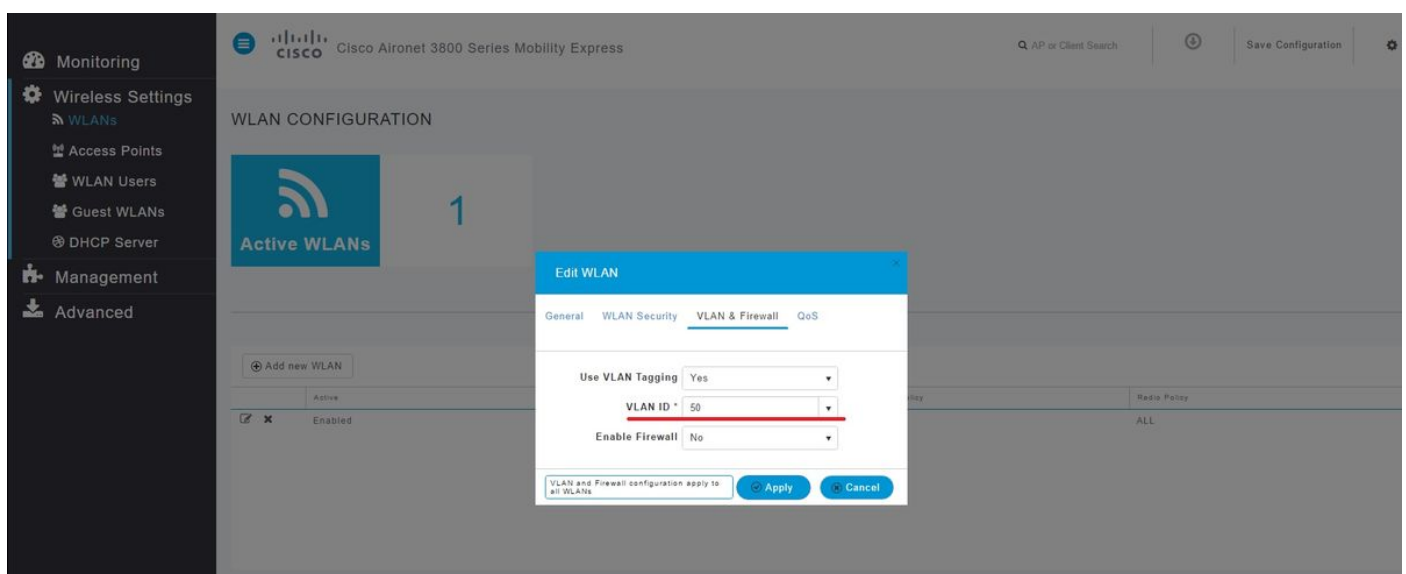 Monitoring
Wireless Settings
WLANs
Access Points
WLAN Users
Guest WLANs
DHCP Server
Management
Advanced
CISCO
Cisco Aironet 3800 Series Mobility Express
AP or Client Search
Save Configuration
WLAN CONFIGURATION
Active WLANs
1
Add new WLAN
Active
licy
Radio Policy
Enabled
ALL
Edit WLAN
General WLAN Security VLAN & Firewall QoS
Use VLAN Tagging Yes
VLAN ID * 50
Enable Firewall No
VLAN and Firewall configuration apply to
all WLANs
Apply
Cancel